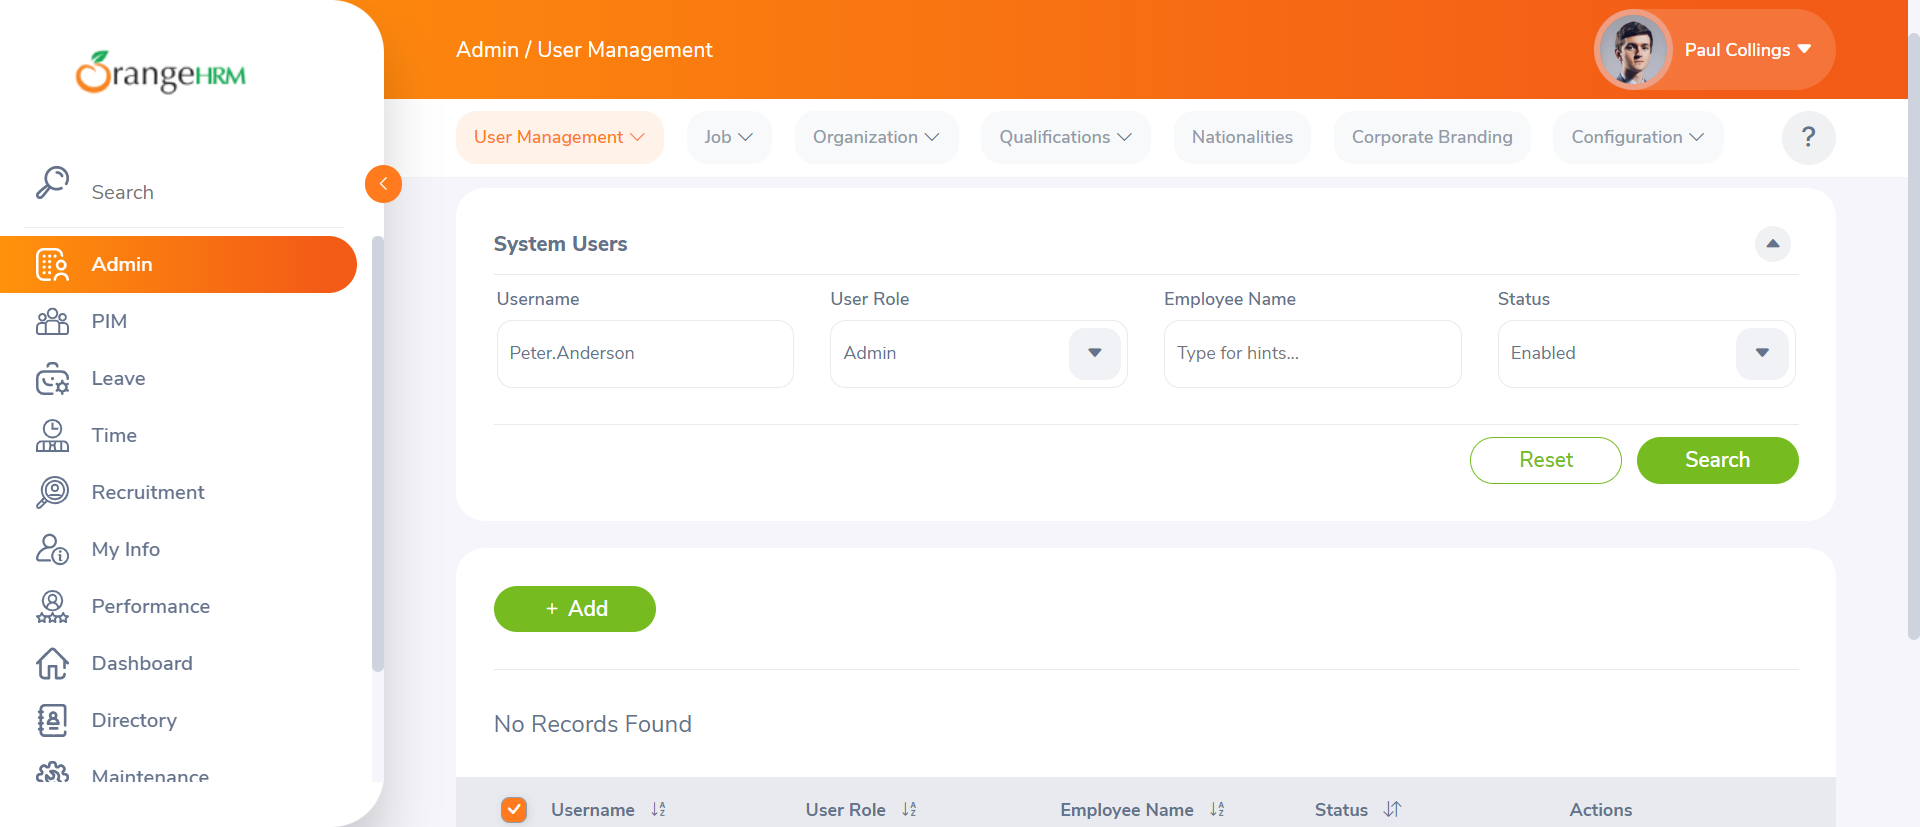 OrangeHRM
Admin / User Management
Paul Collings
User Management
Job
Organization
Qualifications
Nationalities
Corporate Branding
Configuration
?
Search
Admin
PIM
Leave
Time
Recruitment
My Info
Performance
Dashboard
Directory
Maintenance
System Users
Username
User Role
Employee Name
Status
Peter.Anderson
Admin
Type for hints...
Enabled
Reset
Search
+ Add
No Records Found
Username
User Role
Employee Name
Status
Actions